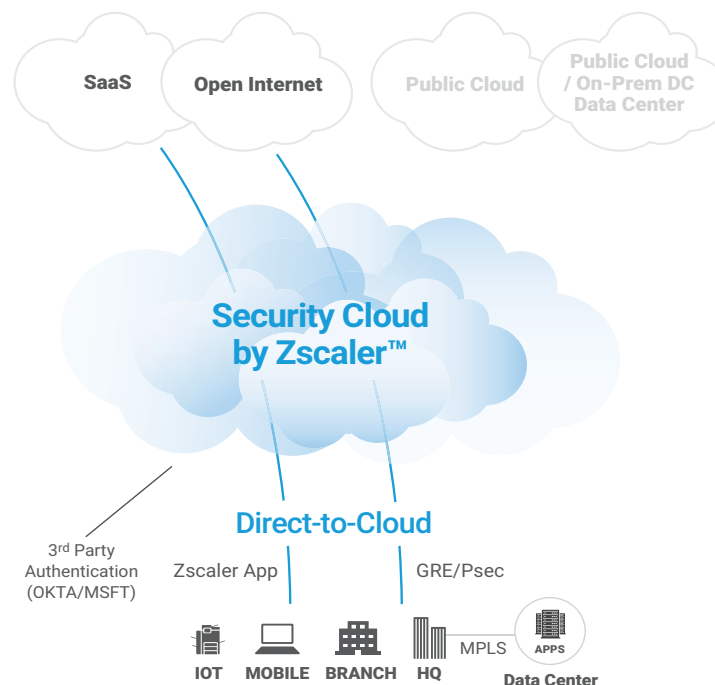 SaaS
Open Internet
Public Cloud
Public Cloud
/ On-Prem DC
Data Center
Security Cloud
by Zscaler™
Direct-to-Cloud
3rd Party
Authentication
(OKTA/MSFT)
Zscaler App
GRE/Psec
IOT
MOBILE
BRANCH
HQ
MPLS
APPS
Data Center